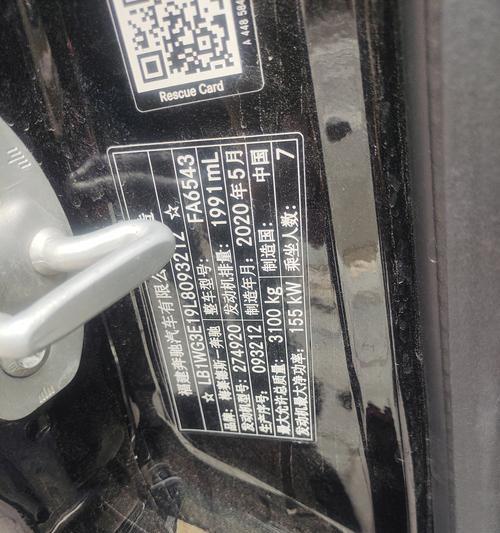 A 448 584
Rescue Card
福建奔驰汽车有限公 造
☆ LB1WG3E19L8093212 ☆
品牌: 梅赛德斯-奔驰 整车型号: FA6543
发动机型号: 274920 发动机排量: 1991mL
生产序号: 093212 制造年月: 2020年5月
最大允许总质量: 3100 kg 制造国: 中国
发动机最大净功率: 155 kW 乘坐人数: 7